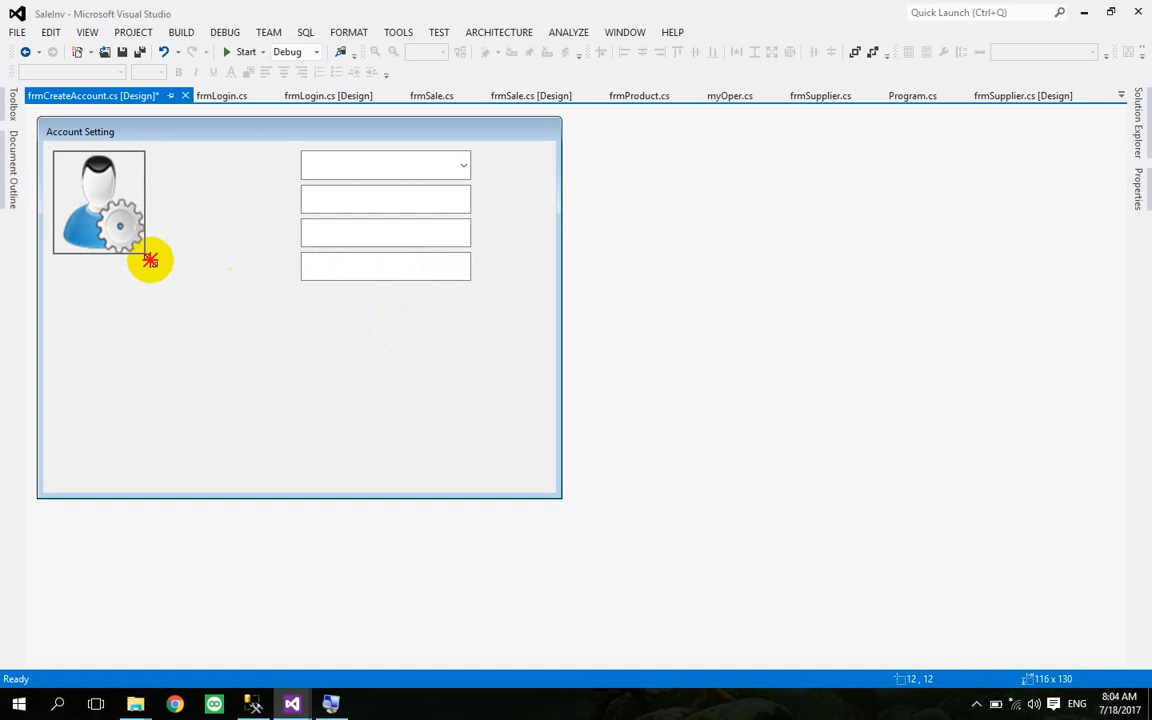 SaleInv - Microsoft Visual Studio
Quick Launch (Ctrl+Q)
FILE EDIT VIEW PROJECT BUILD DEBUG TEAM SQL FORMAT TOOLS TEST ARCHITECTURE ANALYZE WINDOW HELP
Start Debug
frmCreateAccount.cs [Design]* frmLogin.cs frmLogin.cs [Design] frmSale.cs frmSale.cs [Design] frmProduct.cs myOper.cs frmSupplier.cs Program.cs frmSupplier.cs [Design]
Toolbox
Document Outline
Solution Explorer
Properties
Account Setting
Ready
12 , 12
116 x 130
ENG
8:04 AM
7/18/2017